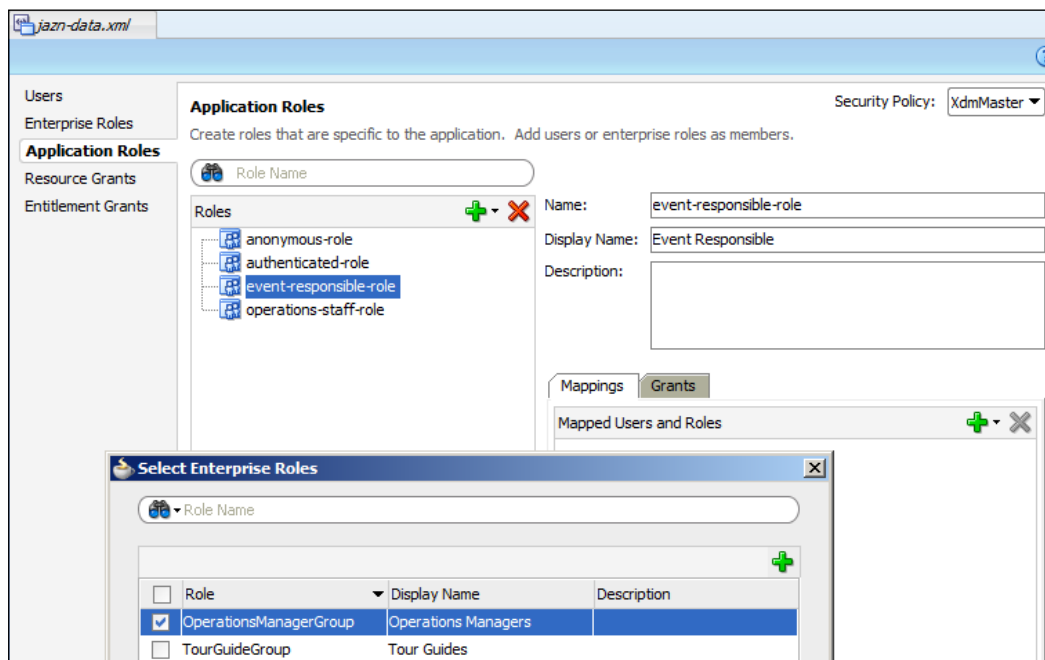 jazn-data.xml
Users
Enterprise Roles
Application Roles
Resource Grants
Entitlement Grants
Application Roles
Security Policy: XdmMaster
Create roles that are specific to the application. Add users or enterprise roles as members.
Role Name
Roles
anonymous-role
authenticated-role
event-responsible-role
operations-staff-role
Name: event-responsible-role
Display Name: Event Responsible
Description:
Mappings Grants
Mapped Users and Roles
Select Enterprise Roles
Role Name
Role Display Name Description
OperationsManagerGroup Operations Managers
TourGuideGroup Tour Guides